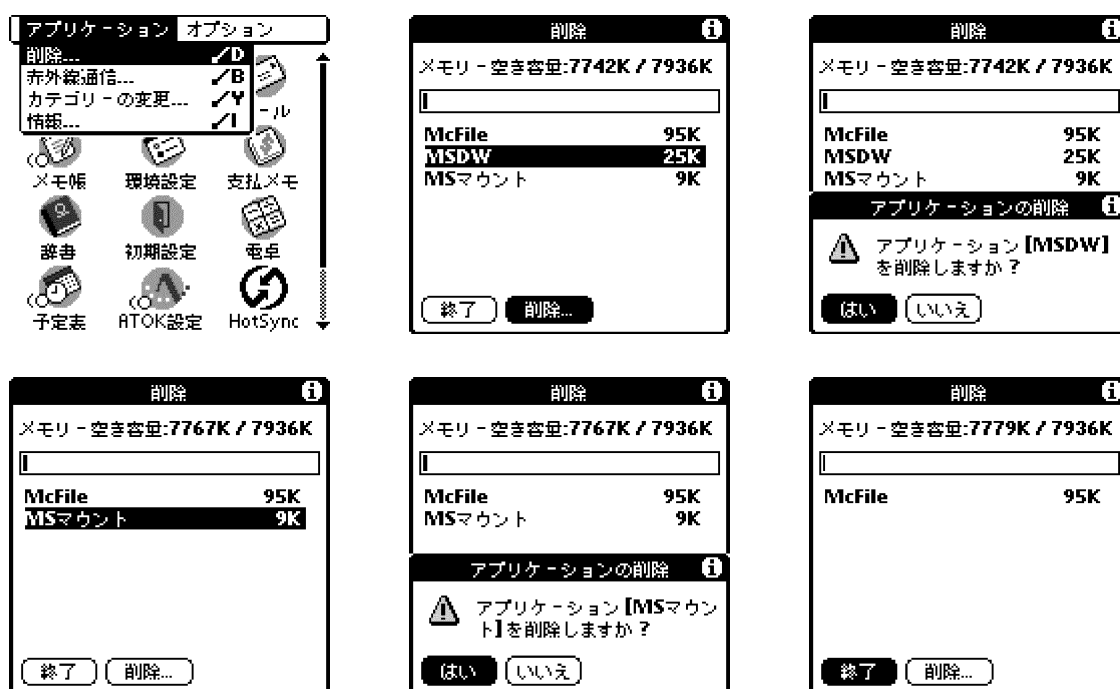 アプリケーション オプション
削除... /D
赤外線通信... /B
カテゴリーの変更... /Y
情報... /I
ール
メモ帳 環境設定 支払メモ
辞書 初期設定 電卓
予定表 ATOK設定 HotSync
削除
メモリー空き容量:7742K / 7936K
McFile 95K
MSDW 25K
MSマウント 9K
終了 削除...
削除
メモリー空き容量:7742K / 7936K
McFile 95K
MSDW 25K
MSマウント 9K
アプリケーションの削除
アプリケーション [MSDW]
を削除しますか？
はい いいえ
削除
メモリー空き容量:7767K / 7936K
McFile 95K
MSマウント 9K
終了 削除...
削除
メモリー空き容量:7767K / 7936K
McFile 95K
MSマウント 9K
アプリケーションの削除
アプリケーション [MSマウン
ト]を削除しますか？
はい いいえ
削除
メモリー空き容量:7779K / 7936K
McFile 95K
終了 削除...